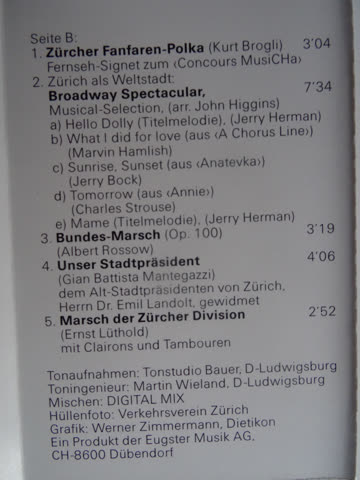 Seite B:
1. Zürcher Fanfaren-Polka (Kurt Brogli) 3'04
Fernseh-Signet zum ‹Concours MusiCHa›
2. Zürich als Weltstadt: 7'34
Broadway Spectacular,
Musical-Selection, (arr. John Higgins)
a) Hello Dolly (Titelmelodie), (Jerry Herman)
b) What I did for love (aus ‹A Chorus Line›)
(Marvin Hamlish)
c) Sunrise, Sunset (aus ‹Anatevka›)
(Jerry Bock)
d) Tomorrow (aus ‹Annie›)
(Charles Strouse)
e) Mame (Titelmelodie), (Jerry Herman)
3. Bundes-Marsch (Op. 100) 3'19
(Albert Rossow)
4. Unser Stadtpräsident 4'06
(Gian Battista Mantegazzi)
dem Alt-Stadtpräsidenten von Zürich,
Herrn Dr. Emil Landolt, gewidmet
5. Marsch der Zürcher Division 2'52
(Ernst Lüthold)
mit Clairons und Tambouren
Tonaufnahmen: Tonstudio Bauer, D-Ludwigsburg
Toningenieur: Martin Wieland, D-Ludwigsburg
Mischen: DIGITAL MIX
Hüllenfoto: Verkehrsverein Zürich
Grafik: Werner Zimmermann, Dietikon
Ein Produkt der Eugster Musik AG,
CH-8600 Dübendorf